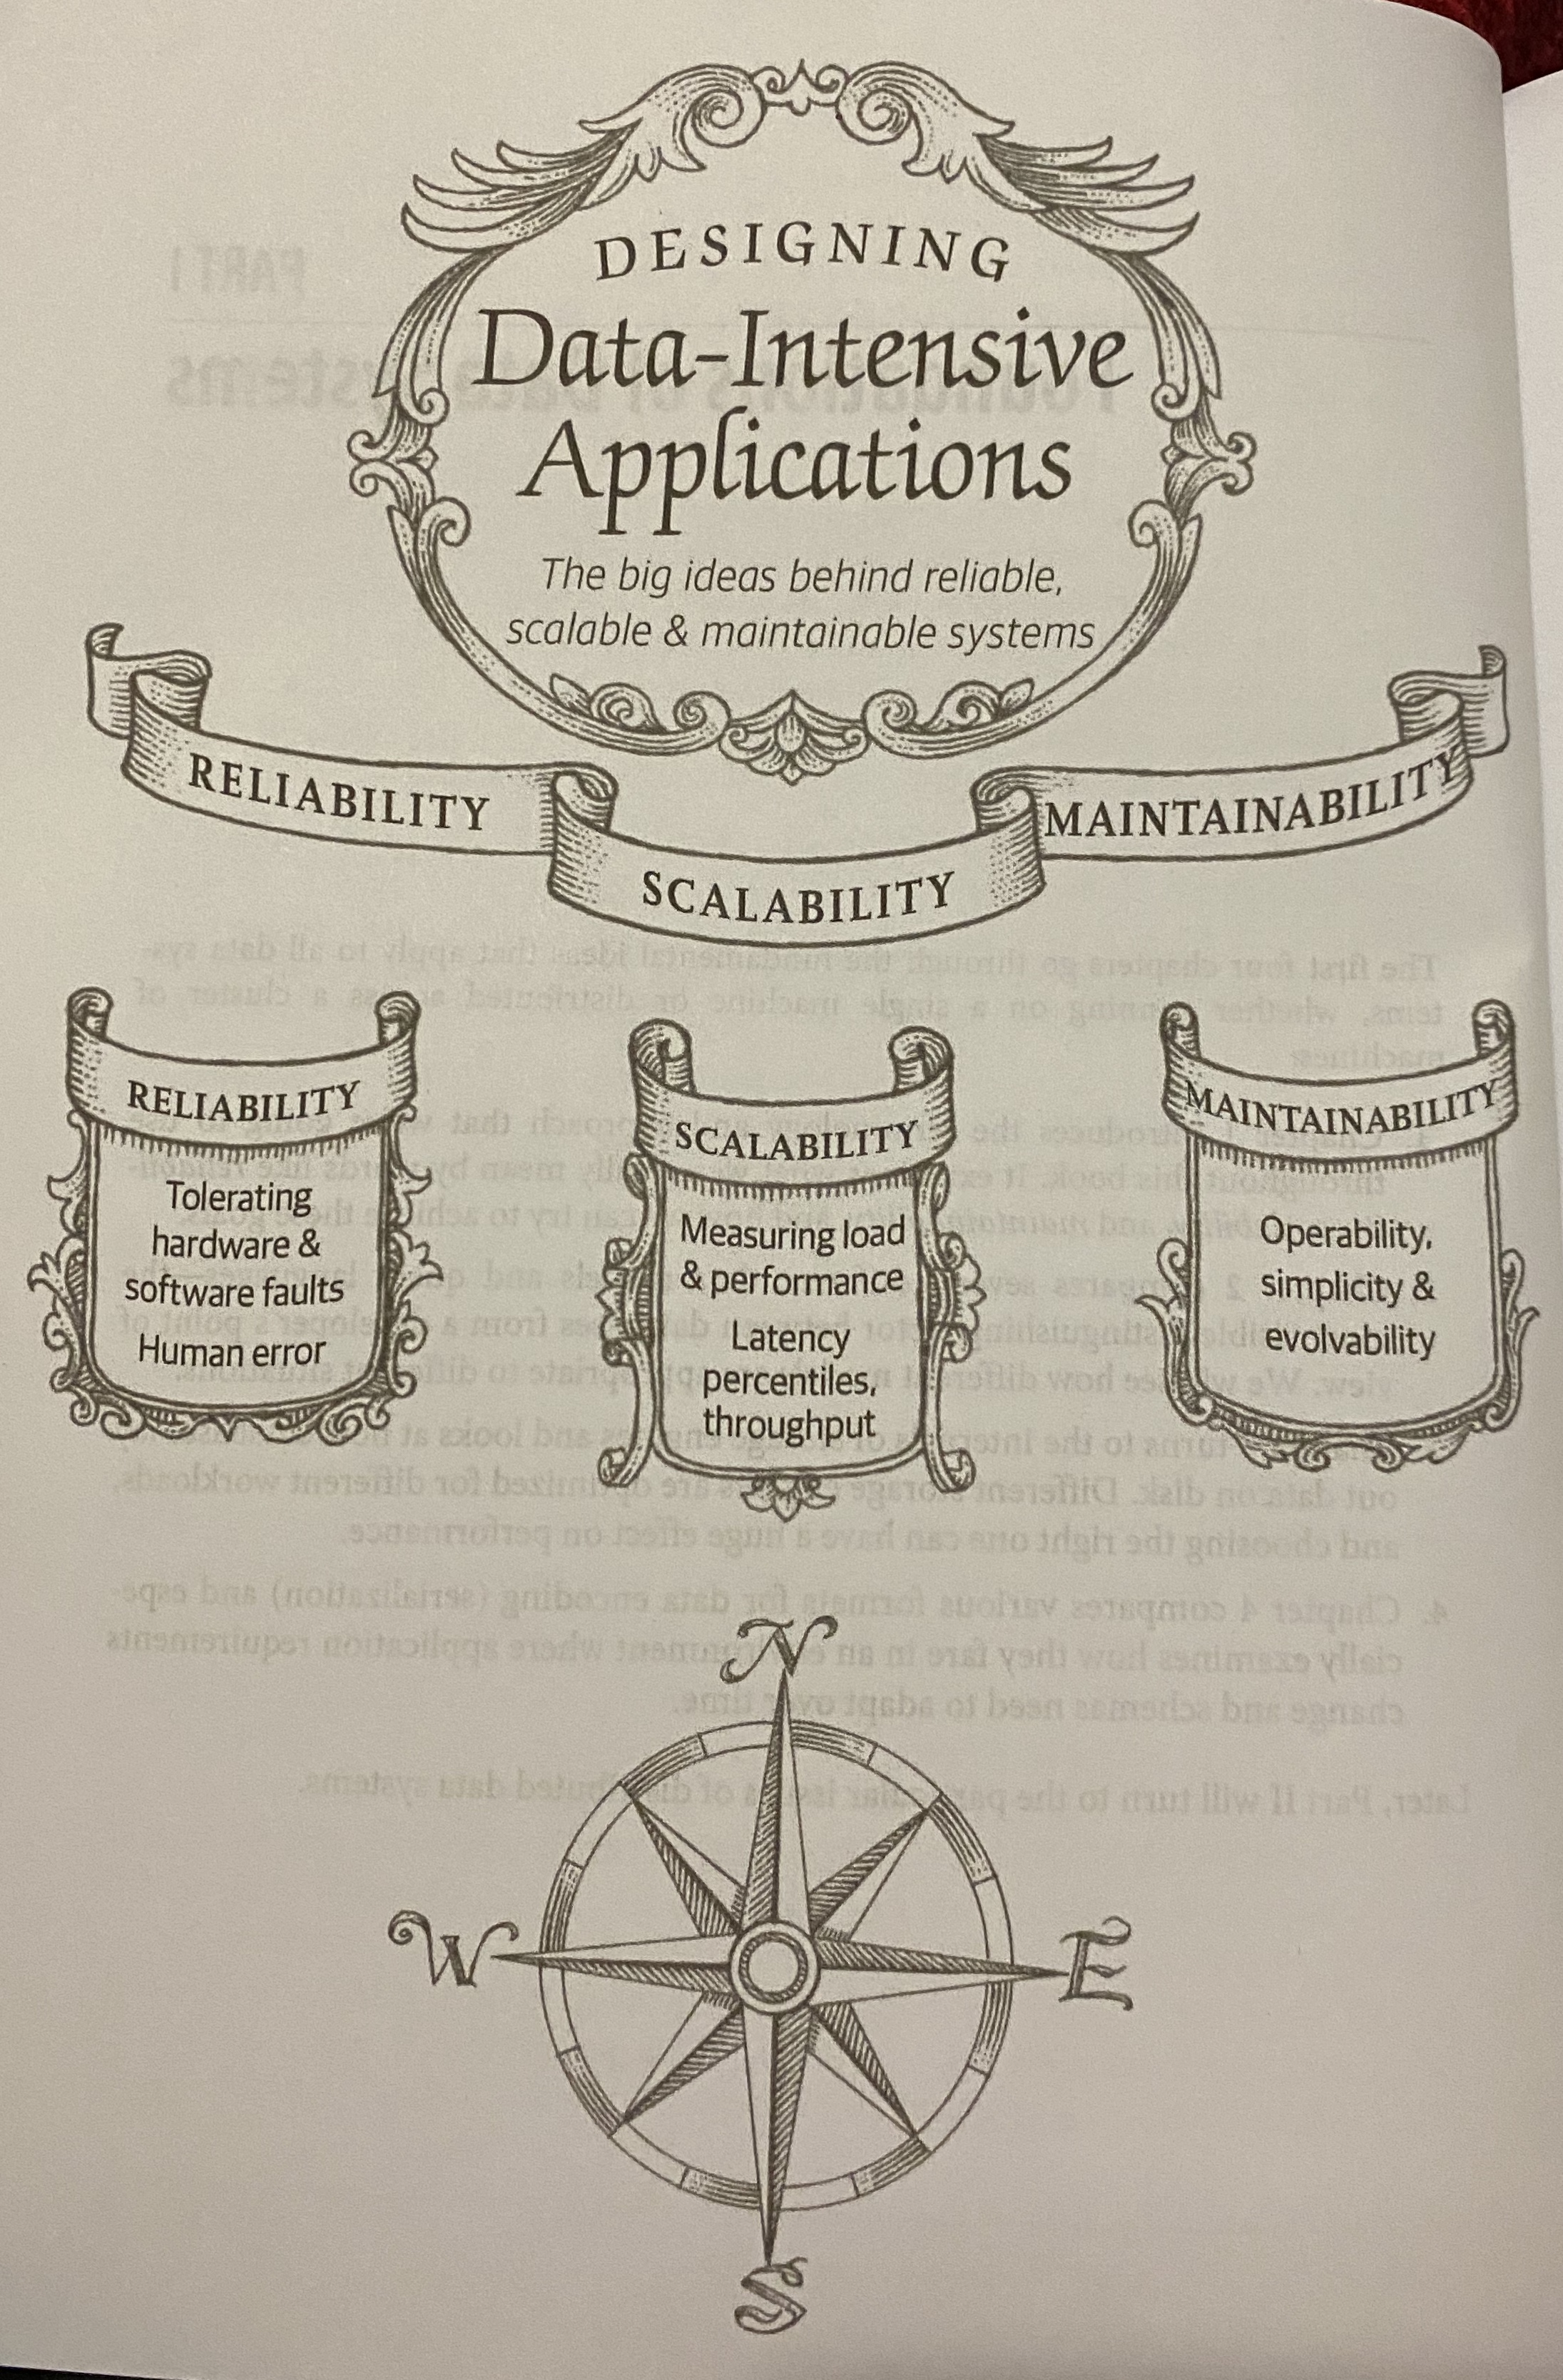 DESIGNING
Data-Intensive
Applications
The big ideas behind reliable,
scalable & maintainable systems
RELIABILITY
SCALABILITY
MAINTAINABILITY
RELIABILITY
Tolerating
hardware &
software faults
Human error
SCALABILITY
Measuring load
& performance
Latency
percentiles,
throughput
MAINTAINABILITY
Operability,
simplicity &
evolvability
N
W
E
S